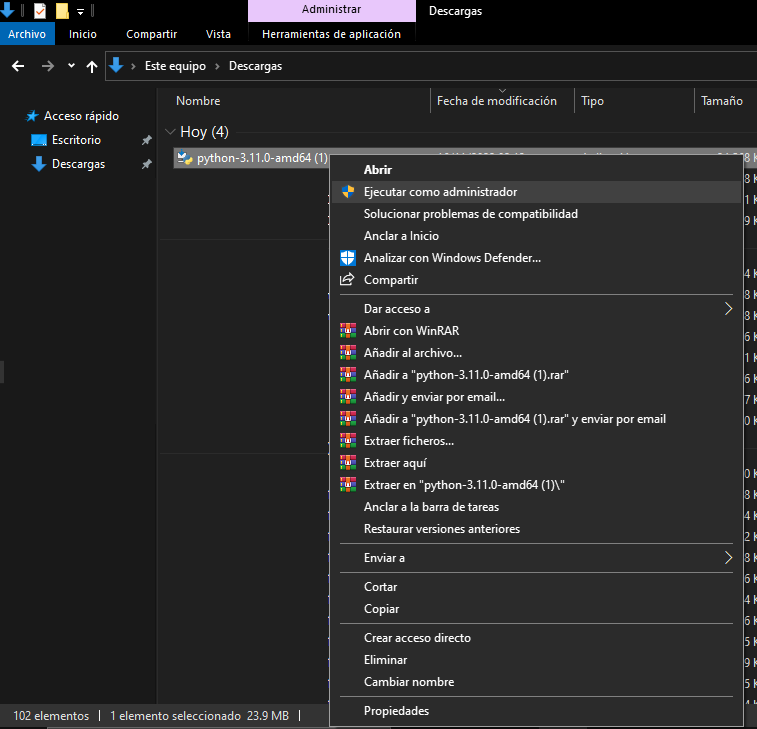 Administrar
Descargas
Archivo
Inicio
Compartir
Vista
Herramientas de aplicación
Este equipo
Descargas
Acceso rápido
Escritorio
Descargas
Nombre
Fecha de modificación
Tipo
Tamaño
Hoy (4)
python-3.11.0-amd64 (1)
Abrir
Ejecutar como administrador
Solucionar problemas de compatibilidad
Anclar a Inicio
Analizar con Windows Defender...
Compartir
Dar acceso a
Abrir con WinRAR
Añadir al archivo...
Añadir a "python-3.11.0-amd64 (1).rar"
Añadir y enviar por email...
Añadir a "python-3.11.0-amd64 (1).rar" y enviar por email
Extraer ficheros...
Extraer aquí
Extraer en "python-3.11.0-amd64 (1)\"
Anclar a la barra de tareas
Restaurar versiones anteriores
Enviar a
Cortar
Copiar
Crear acceso directo
Eliminar
Cambiar nombre
Propiedades
102 elementos
1 elemento seleccionado 23.9 MB